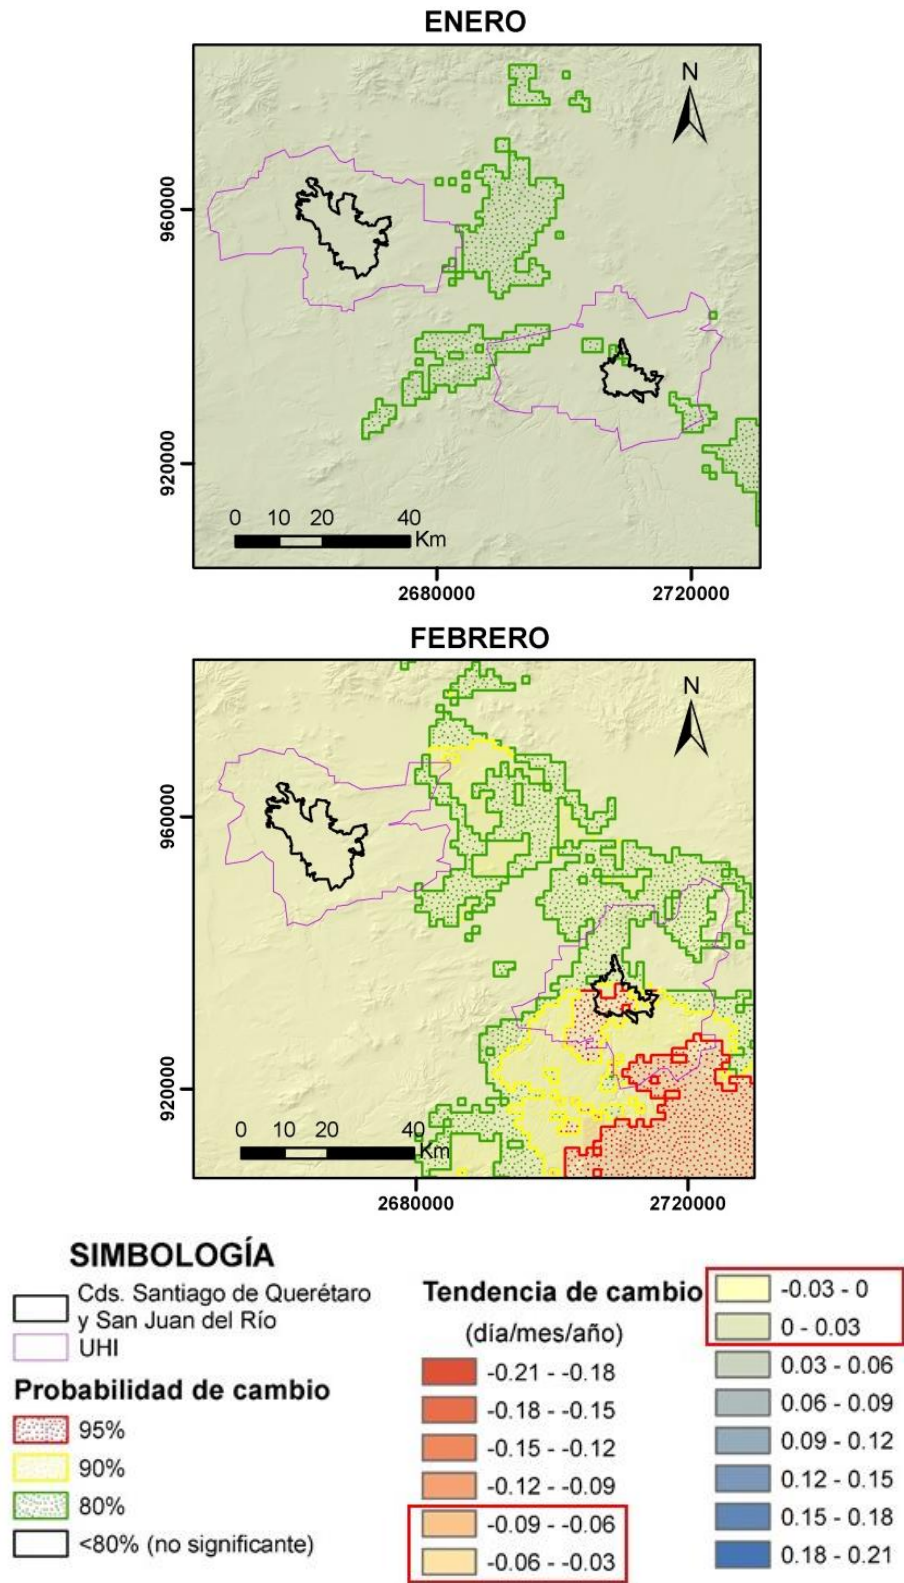 ENERO
N
960000
920000
0 10 20 40
Km
2680000 2720000
FEBRERO
N
960000
920000
0 10 20 40
Km
2680000 2720000
SIMBOLOGÍA
Cds. Santiago de Querétaro
y San Juan del Río
UHI
Probabilidad de cambio
95%
90%
80%
<80% (no significante)
Tendencia de cambio
(día/mes/año)
-0.21 - -0.18
-0.18 - -0.15
-0.15 - -0.12
-0.12 - -0.09
-0.09 - -0.06
-0.06 - -0.03
-0.03 - 0
0 - 0.03
0.03 - 0.06
0.06 - 0.09
0.09 - 0.12
0.12 - 0.15
0.15 - 0.18
0.18 - 0.21